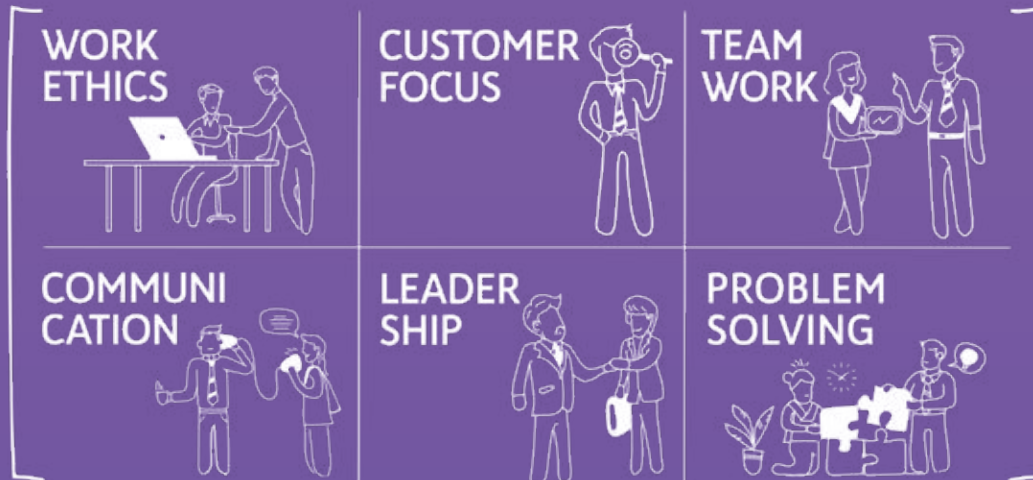 WORK
ETHICS
CUSTOMER
FOCUS
TEAM
WORK
COMMUNI
CATION
LEADER
SHIP
PROBLEM
SOLVING